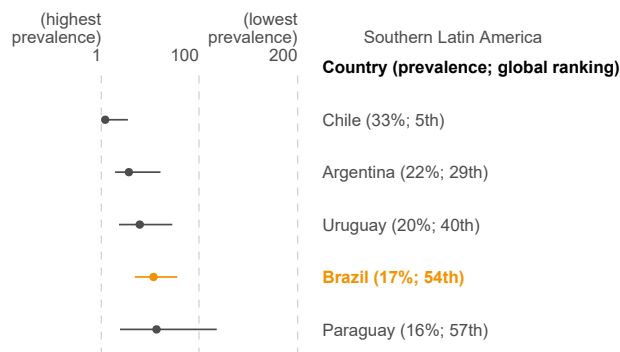 (highest
prevalence)
1
100
(lowest
prevalence)
200
Southern Latin America
Country (prevalence; global ranking)
Chile (33%; 5th)
Argentina (22%; 29th)
Uruguay (20%; 40th)
Brazil (17%; 54th)
Paraguay (16%; 57th)